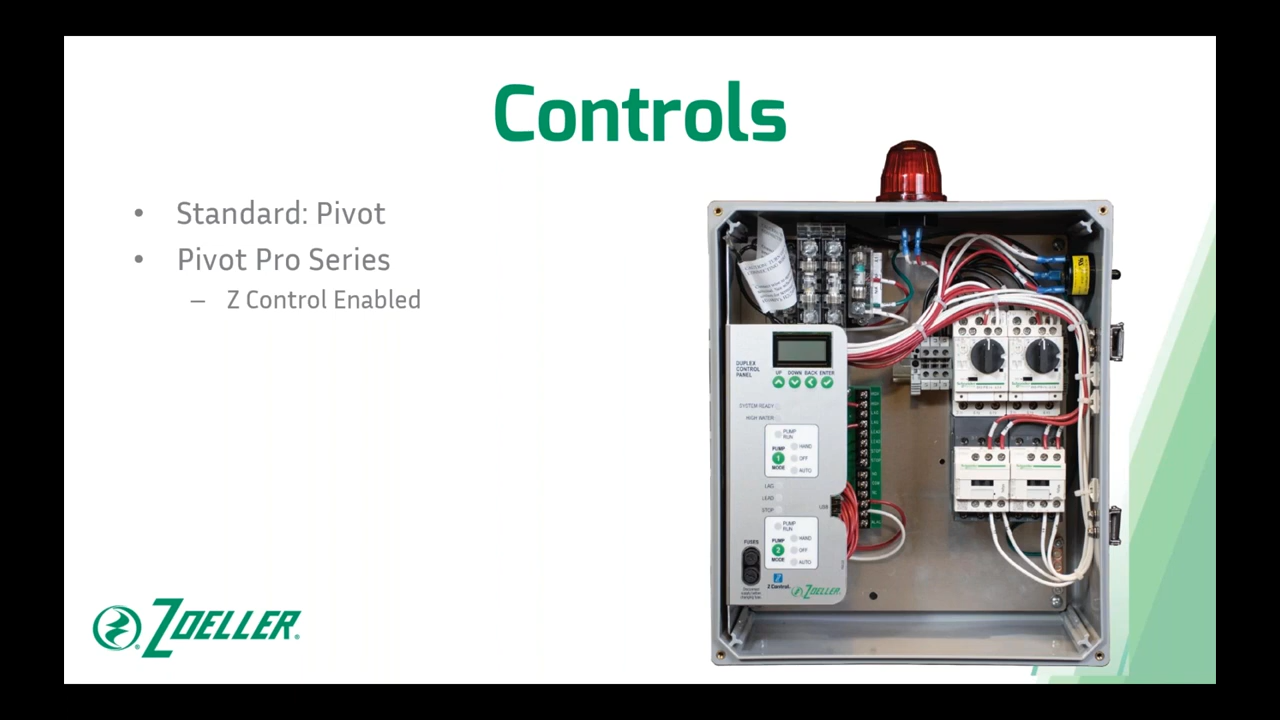 Controls
• Standard: Pivot
• Pivot Pro Series
– Z Control Enabled
DUPLEX
CONTROL
PANEL
UP DOWN BACK ENTER
SYSTEM READY
HIGH WATER
PUMP
RUN
PUMP
1
MODE
HAND
OFF
AUTO
LAG
LEAD
STOP
USB
PUMP
RUN
PUMP
2
MODE
HAND
OFF
AUTO
FUSES
Z Control.
ZOELLER
ZOELLER®